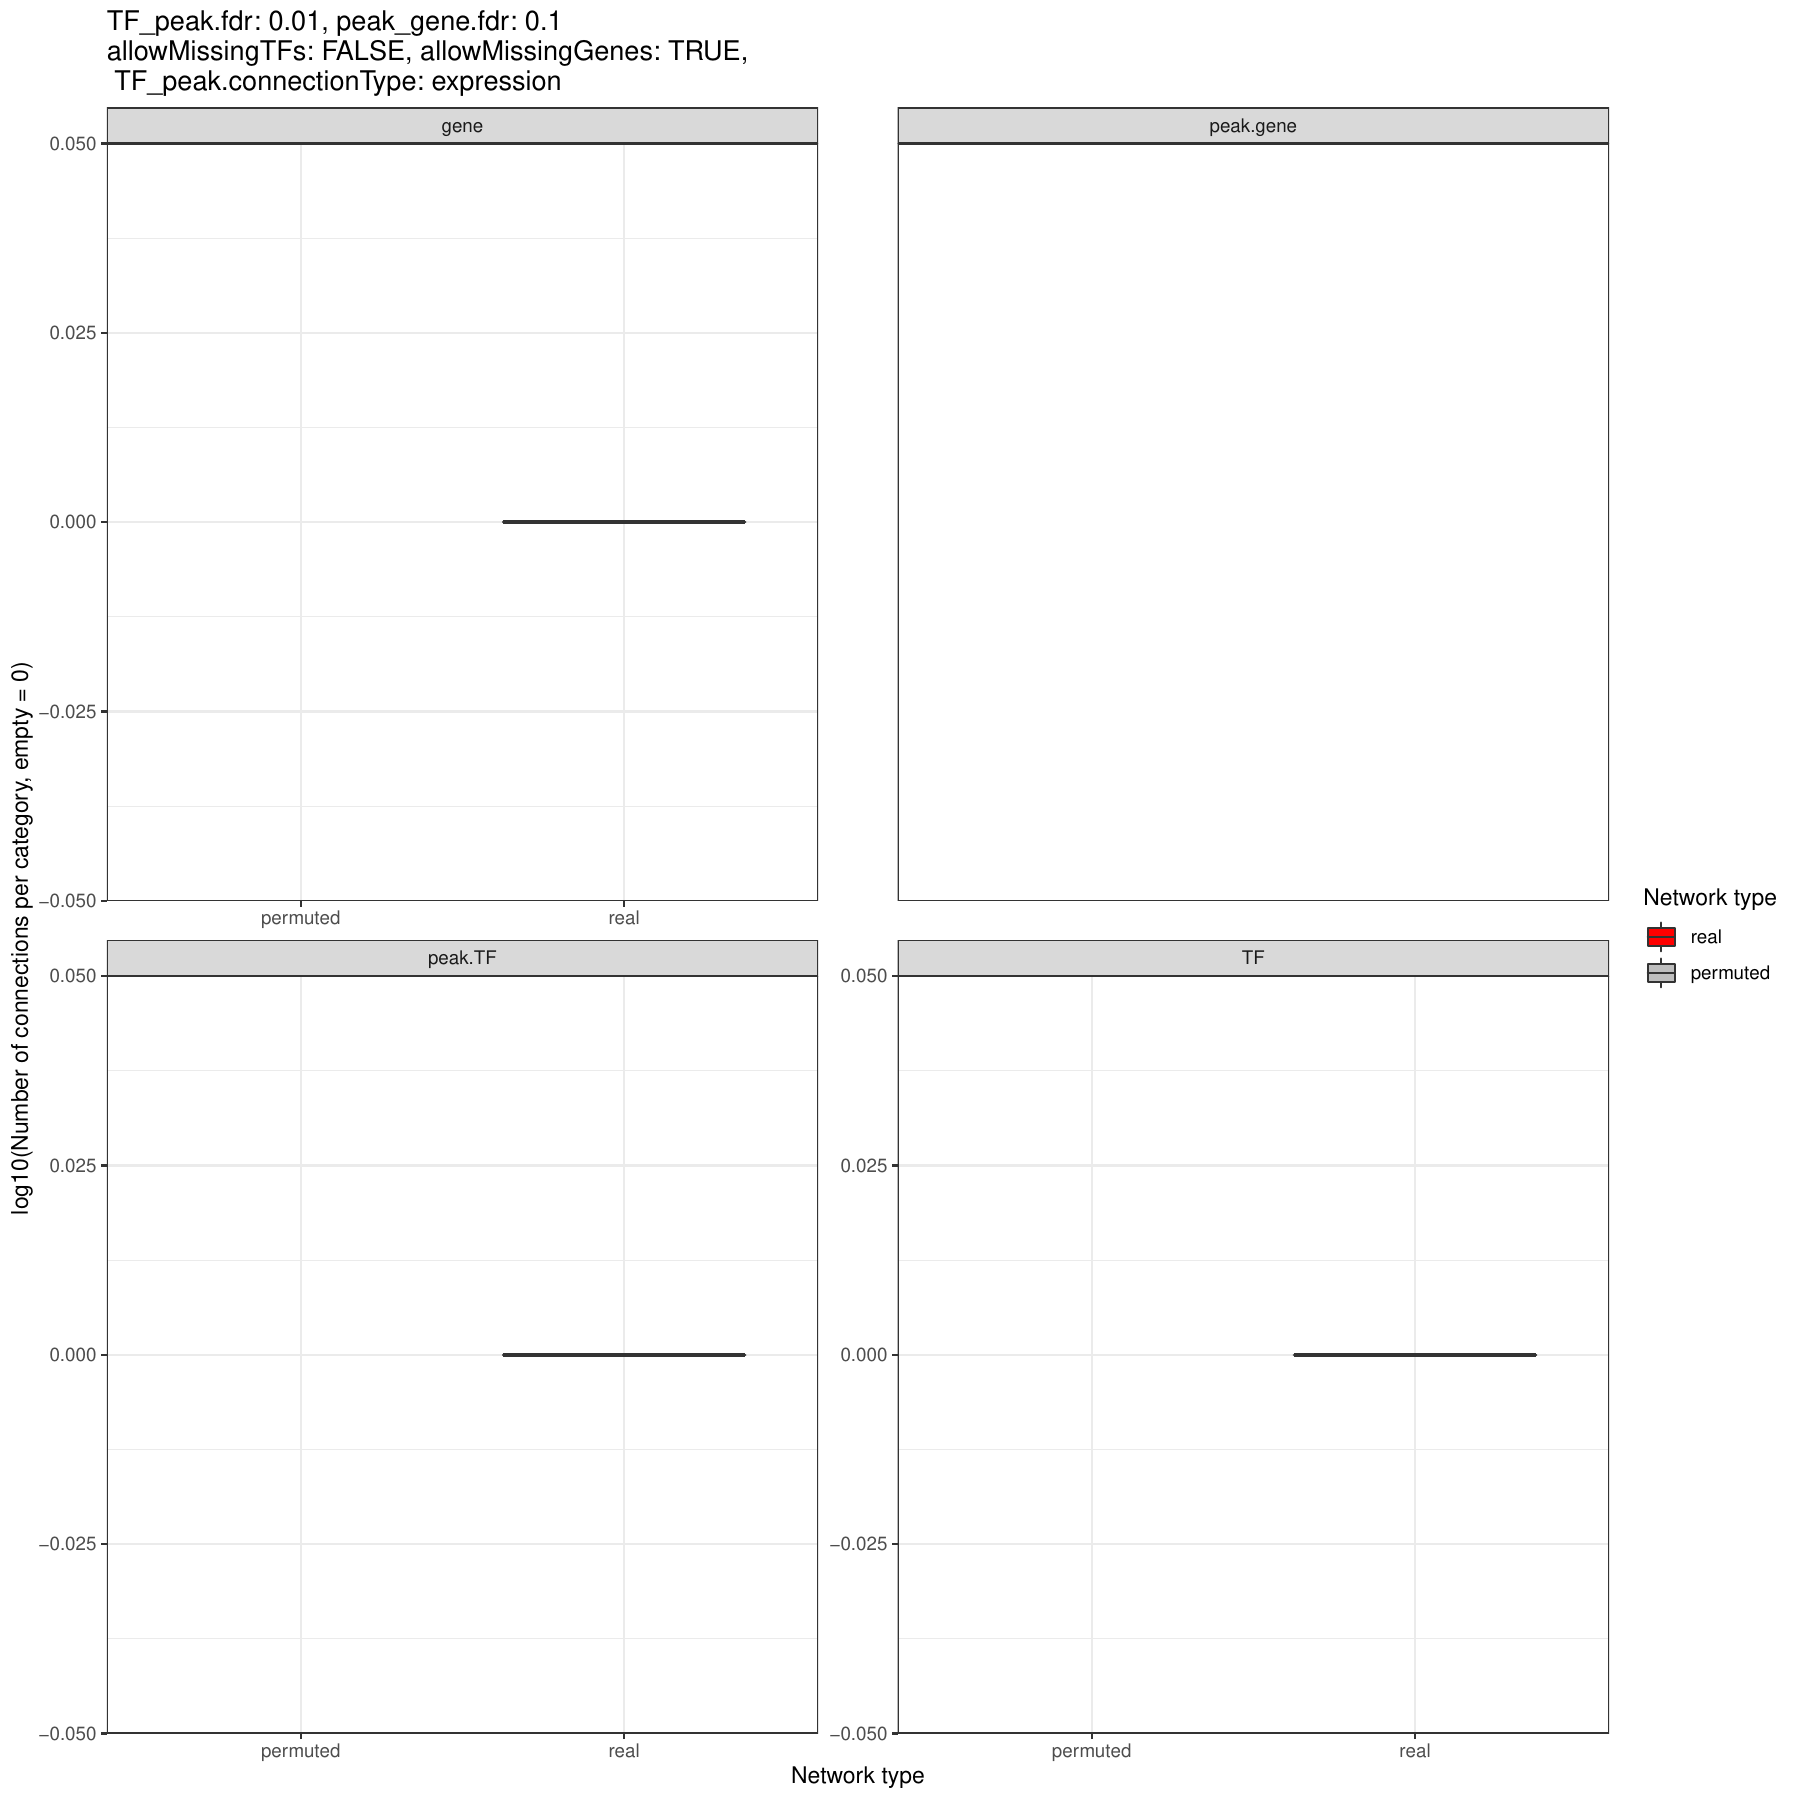 TF_peak.fdr: 0.01, peak_gene.fdr: 0.1
allowMissingTFs: FALSE, allowMissingGenes: TRUE,
TF_peak.connectionType: expression
gene
0.050
0.025
0.000
−0.025
−0.050
permuted real
peak.gene
peak.TF
0.050
0.025
0.000
−0.025
−0.050
permuted real
TF
0.050
0.025
0.000
−0.025
−0.050
permuted real
Network type
log10(Number of connections per category, empty = 0)
Network type
real
permuted